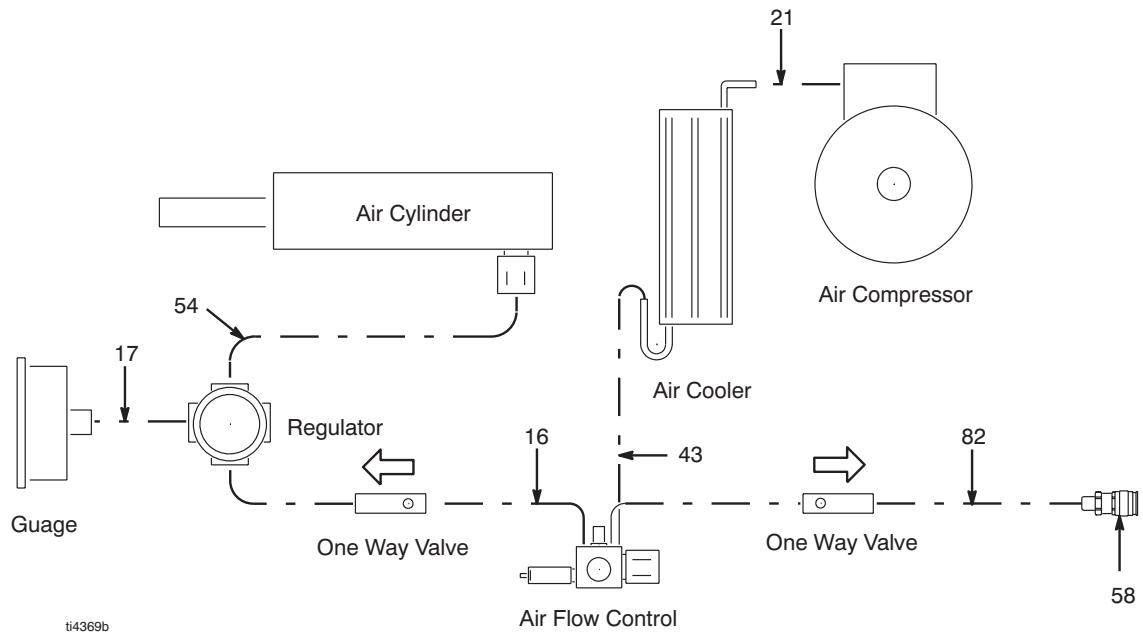 21
Air Cylinder
Air Compressor
54
17
Air Cooler
Regulator
16
43
82
Guage
One Way Valve
One Way Valve
58
Air Flow Control
ti4369b